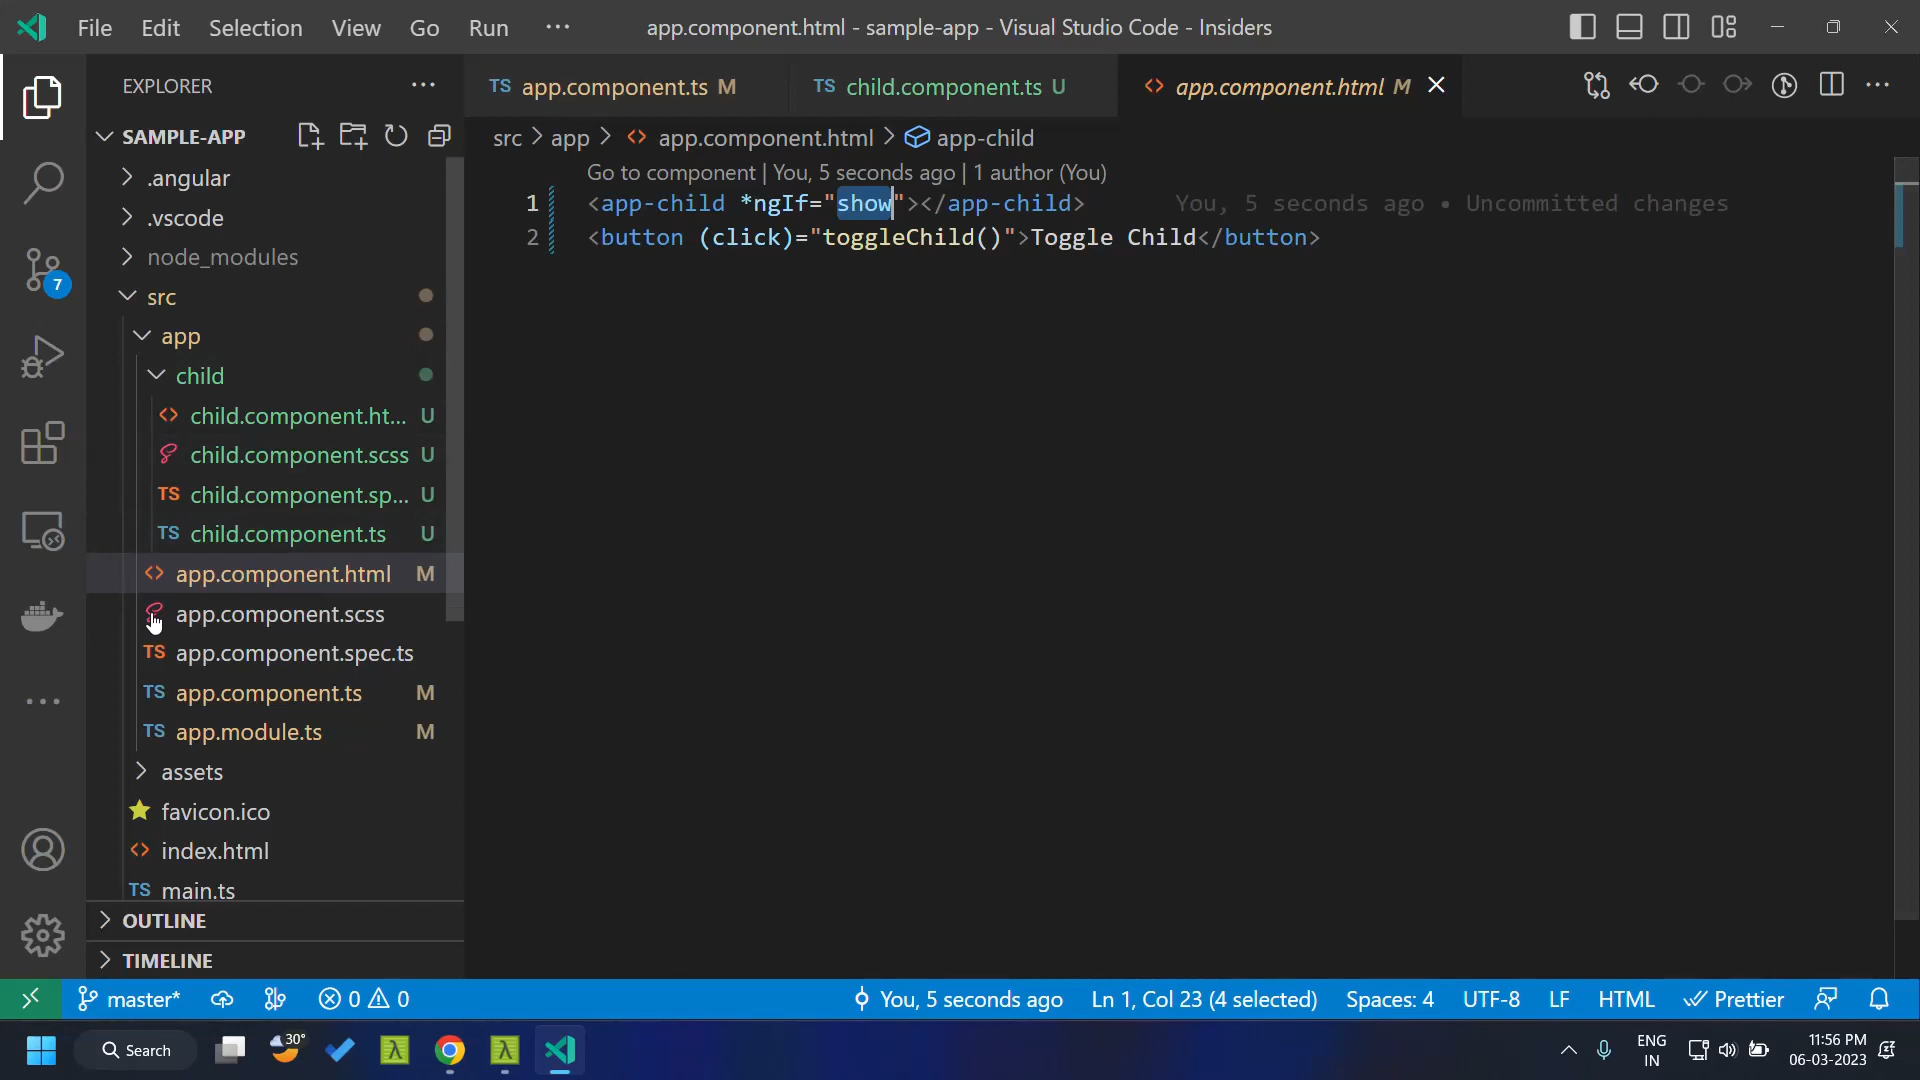 File Edit Selection View Go Run ··· app.component.html - sample-app - Visual Studio Code - Insiders
EXPLORER
TS app.component.ts M TS child.component.ts U <> app.component.html M
SAMPLE-APP
src > app > <> app.component.html > app-child
.angular
Go to component | You, 5 seconds ago | 1 author (You)
1 <app-child *ngIf="show"></app-child> You, 5 seconds ago • Uncommitted changes
2 <button (click)="toggleChild()">Toggle Child</button>
.vscode
node_modules
7
src
app
child
<> child.component.ht... U
child.component.scss U
TS child.component.sp... U
TS child.component.ts U
<> app.component.html M
app.component.scss
TS app.component.spec.ts
TS app.component.ts M
TS app.module.ts M
assets
favicon.ico
<> index.html
TS main.ts
OUTLINE
TIMELINE
master* 0 0 You, 5 seconds ago Ln 1, Col 23 (4 selected) Spaces: 4 UTF-8 LF HTML Prettier
Search 30° λ λ ENG IN 11:56 PM 06-03-2023